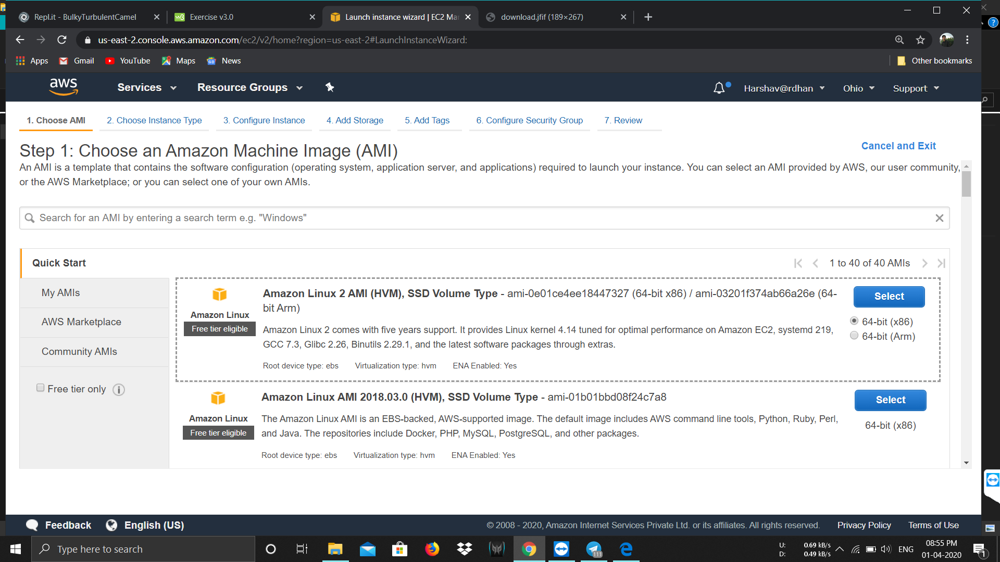 Repl.it - BulkyTurbulentCamel
Exercise v3.0
Launch instance wizard | EC2 Ma
download.jfif (189×267)
us-east-2.console.aws.amazon.com/ec2/v2/home?region=us-east-2#LaunchInstanceWizard:
Apps
Gmail
YouTube
Maps
News
Other bookmarks
aws
Services
Resource Groups
Harshav@rdhan
Ohio
Support
1. Choose AMI
2. Choose Instance Type
3. Configure Instance
4. Add Storage
5. Add Tags
6. Configure Security Group
7. Review
Step 1: Choose an Amazon Machine Image (AMI)
Cancel and Exit
An AMI is a template that contains the software configuration (operating system, application server, and applications) required to launch your instance. You can select an AMI provided by AWS, our user community,
or the AWS Marketplace; or you can select one of your own AMIs.
Search for an AMI by entering a search term e.g. "Windows"
Quick Start
1 to 40 of 40 AMIs
My AMIs
AWS Marketplace
Community AMIs
Free tier only
Amazon Linux
Free tier eligible
Amazon Linux 2 AMI (HVM), SSD Volume Type - ami-0e01ce4ee18447327 (64-bit x86) / ami-03201f374ab66a26e (64-
bit Arm)
Amazon Linux 2 comes with five years support. It provides Linux kernel 4.14 tuned for optimal performance on Amazon EC2, systemd 219,
GCC 7.3, Glibc 2.26, Binutils 2.29.1, and the latest software packages through extras.
Root device type: ebs
Virtualization type: hvm
ENA Enabled: Yes
Select
64-bit (x86)
64-bit (Arm)
Amazon Linux
Free tier eligible
Amazon Linux AMI 2018.03.0 (HVM), SSD Volume Type - ami-01b01bbd08f24c7a8
The Amazon Linux AMI is an EBS-backed, AWS-supported image. The default image includes AWS command line tools, Python, Ruby, Perl,
and Java. The repositories include Docker, PHP, MySQL, PostgreSQL, and other packages.
Root device type: ebs
Virtualization type: hvm
ENA Enabled: Yes
Select
64-bit (x86)
Feedback
English (US)
© 2008 - 2020, Amazon Internet Services Private Ltd. or its affiliates. All rights reserved.
Privacy Policy
Terms of Use
Type here to search
111
U: 0.69 kB/s
D: 0.49 kB/s
ENG
08:55 PM
01-04-2020
1